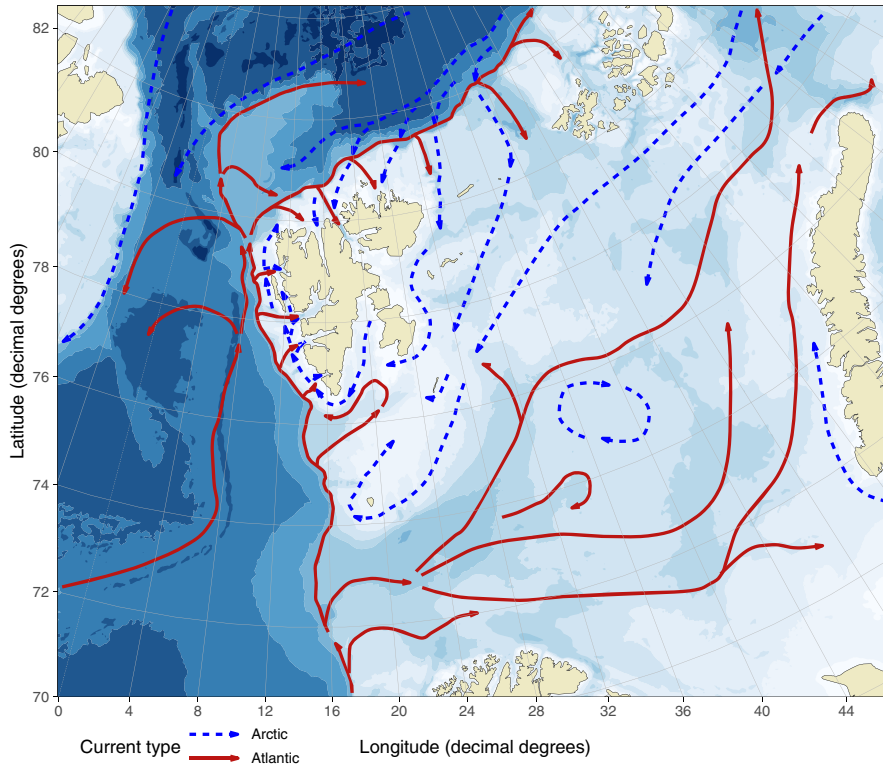 82
80
78
76
74
72
70
Latitude (decimal degrees)
0 4 8 12 16 20 24 28 32 36 40 44
Current type
Arctic
Atlantic
Longitude (decimal degrees)